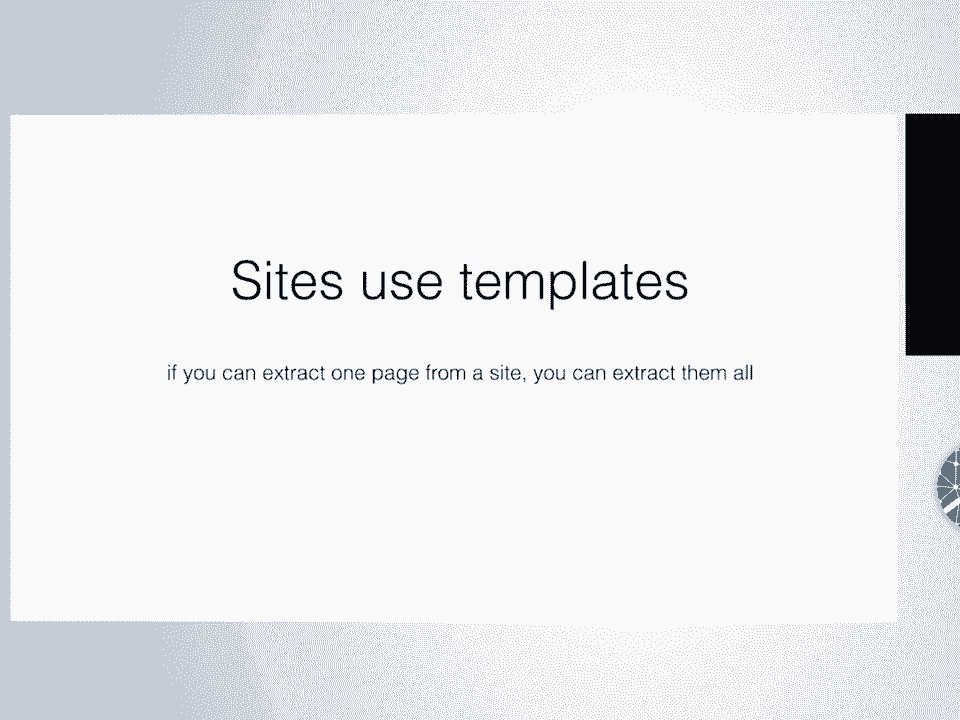 Sites use templates
if you can extract one page from a site, you can extract them all